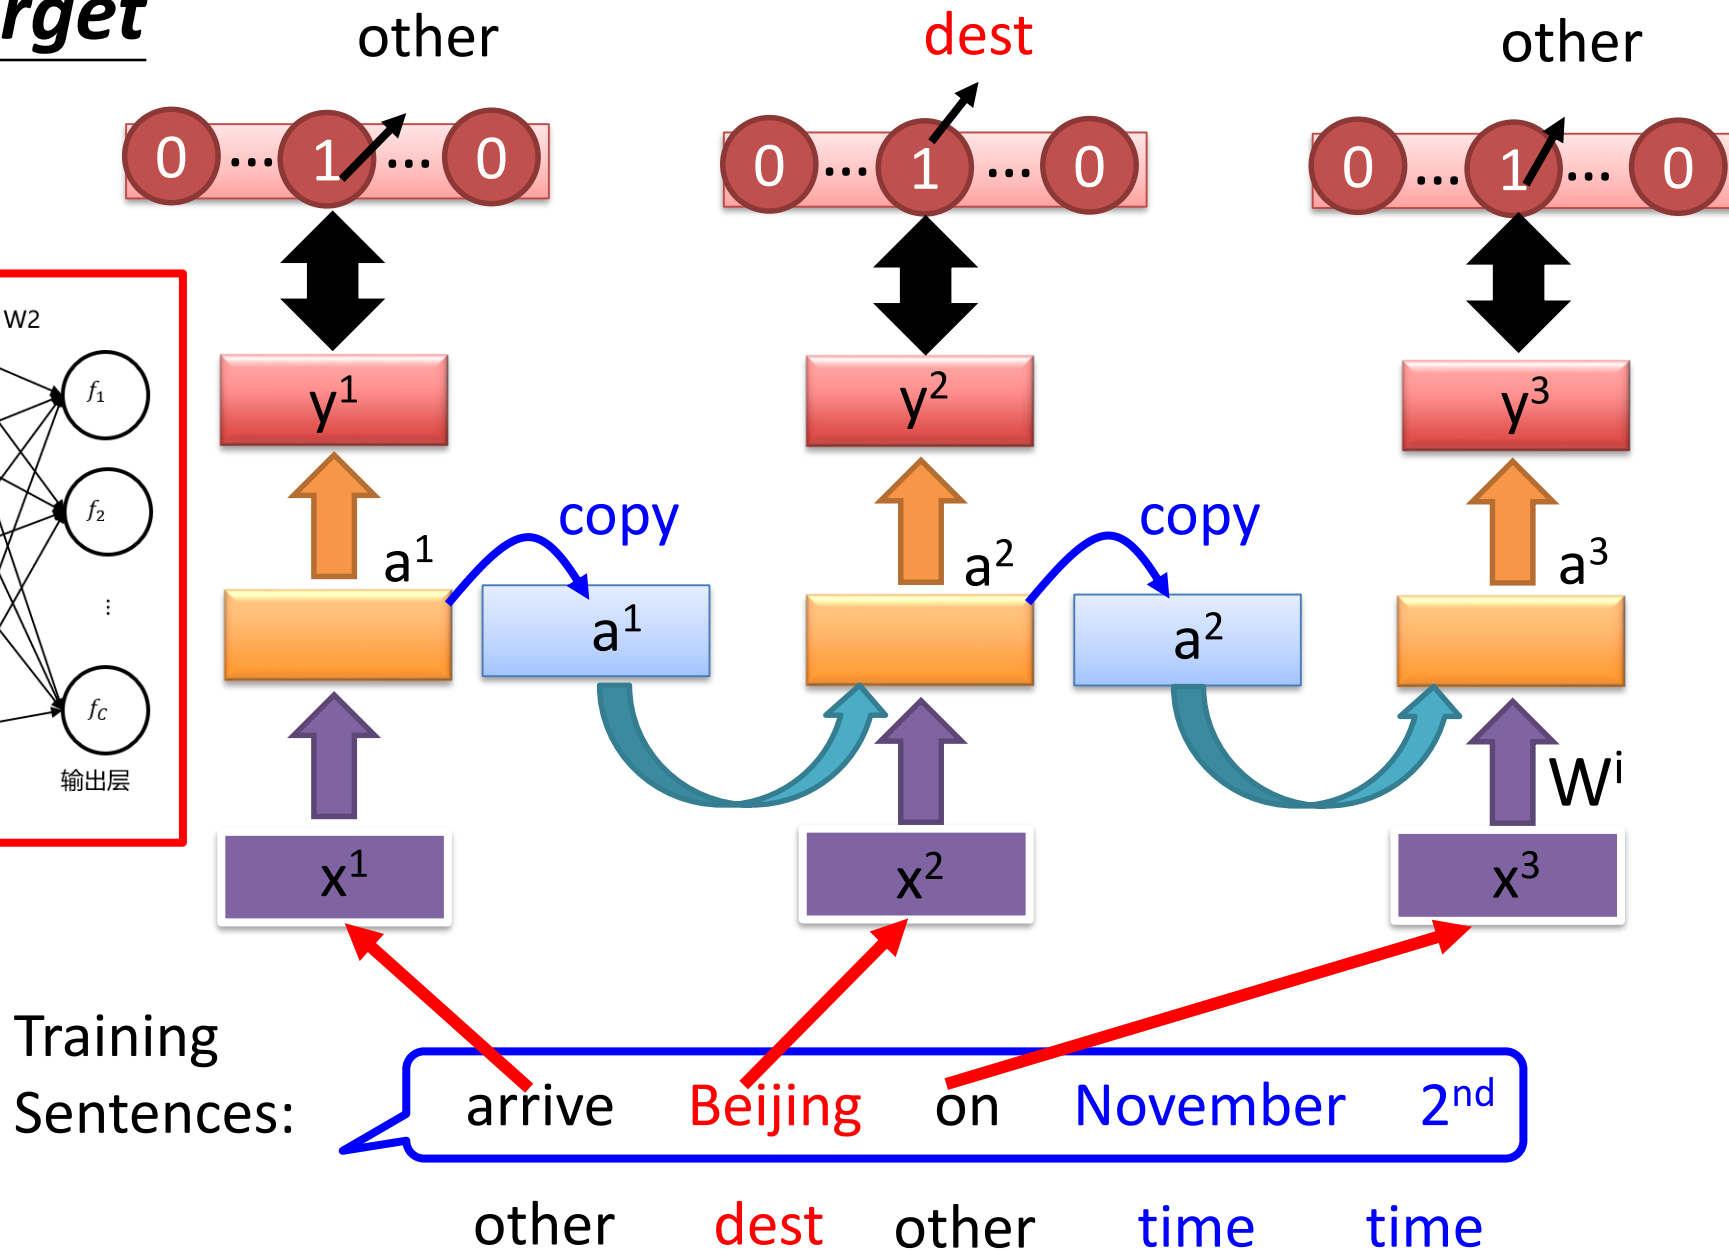 rget
other dest other
0 ... 1 ... 0 0 ... 1 ... 0 0 ... 1 ... 0
W2
f₁
y¹ y² y³
f₂
copy copy
a¹ a² a³
a¹ a²
⋮
f_C
输出层
Wⁱ
x¹ x² x³
Training
Sentences:
arrive Beijing on November 2ⁿᵈ
other dest other time time